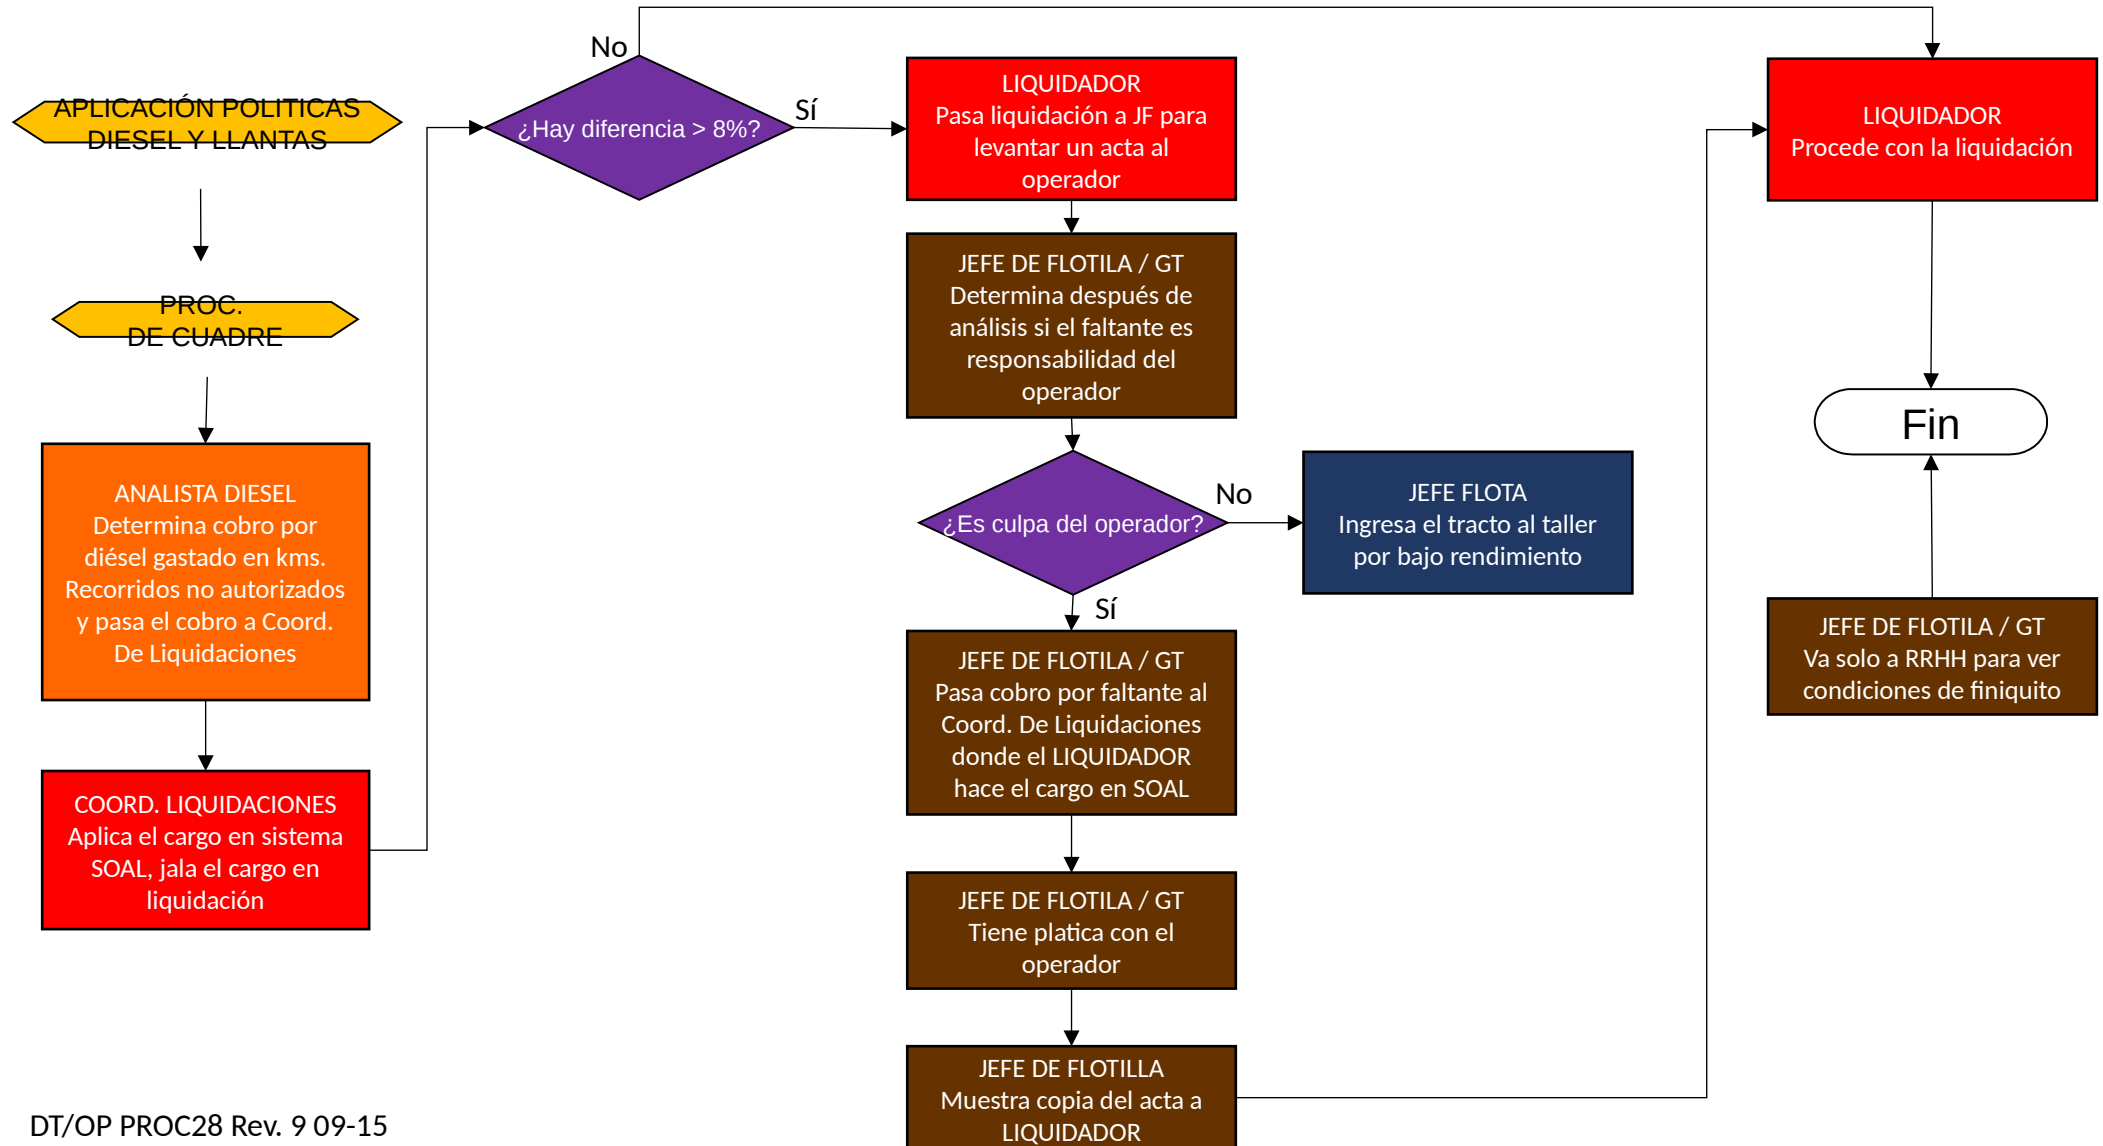 APLICACIÓN POLITICAS
DIESEL Y LLANTAS
PROC.
DE CUADRE
ANALISTA DIESEL
Determina cobro por
diésel gastado en kms.
Recorridos no autorizados
y pasa el cobro a Coord.
De Liquidaciones
COORD. LIQUIDACIONES
Aplica el cargo en sistema
SOAL, jala el cargo en
liquidación
¿Hay diferencia > 8%?
No
Sí
LIQUIDADOR
Pasa liquidación a JF para
levantar un acta al
operador
JEFE DE FLOTILA / GT
Determina después de
análisis si el faltante es
responsabilidad del
operador
¿Es culpa del operador?
No
JEFE FLOTA
Ingresa el tracto al taller
por bajo rendimiento
Sí
JEFE DE FLOTILA / GT
Pasa cobro por faltante al
Coord. De Liquidaciones
donde el LIQUIDADOR
hace el cargo en SOAL
JEFE DE FLOTILA / GT
Tiene platica con el
operador
JEFE DE FLOTILLA
Muestra copia del acta a
LIQUIDADOR
LIQUIDADOR
Procede con la liquidación
Fin
JEFE DE FLOTILA / GT
Va solo a RRHH para ver
condiciones de finiquito
DT/OP PROC28 Rev. 9 09-15